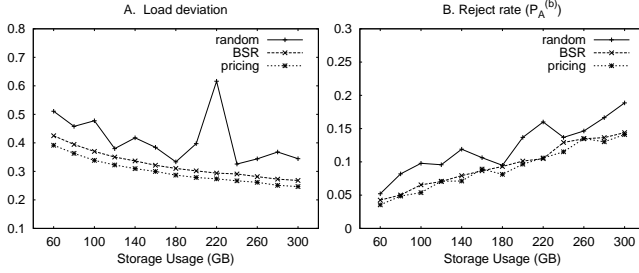 A. Load deviation
0.8
0.7
0.6
0.5
0.4
0.3
0.2
0.1
random
BSR
pricing
60 100 140 180 220 260 300
Storage Usage (GB)
B. Reject rate (P_A^(b))
0.3
0.25
0.2
0.15
0.1
0.05
0
random
BSR
pricing
60 100 140 180 220 260 300
Storage Usage (GB)